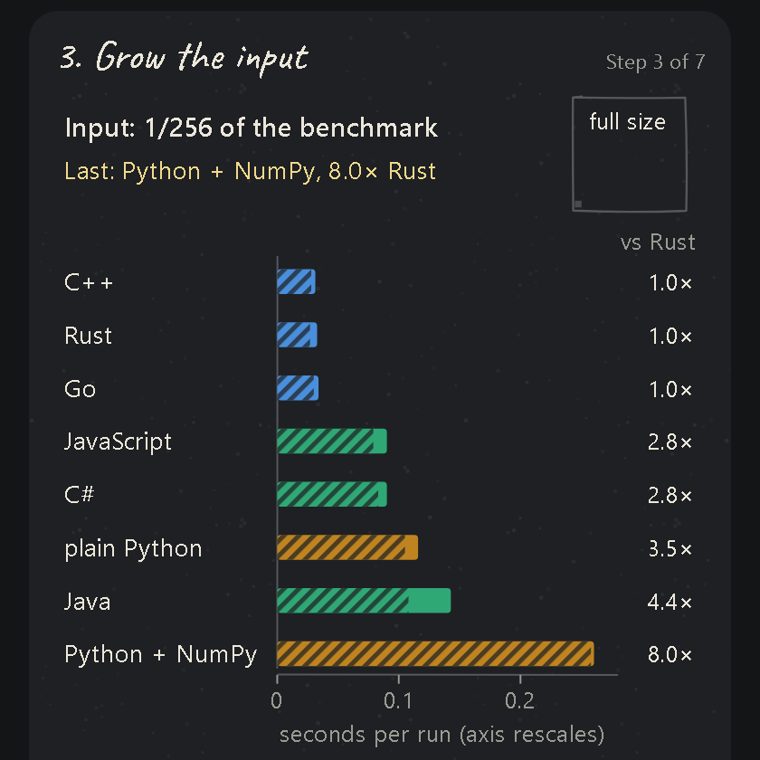 3. Grow the input
Step 3 of 7
Input: 1/256 of the benchmark
full size
Last: Python + NumPy, 8.0× Rust
vs Rust
C++ 1.0×
Rust 1.0×
Go 1.0×
JavaScript 2.8×
C# 2.8×
plain Python 3.5×
Java 4.4×
Python + NumPy 8.0×
0 0.1 0.2
seconds per run (axis rescales)